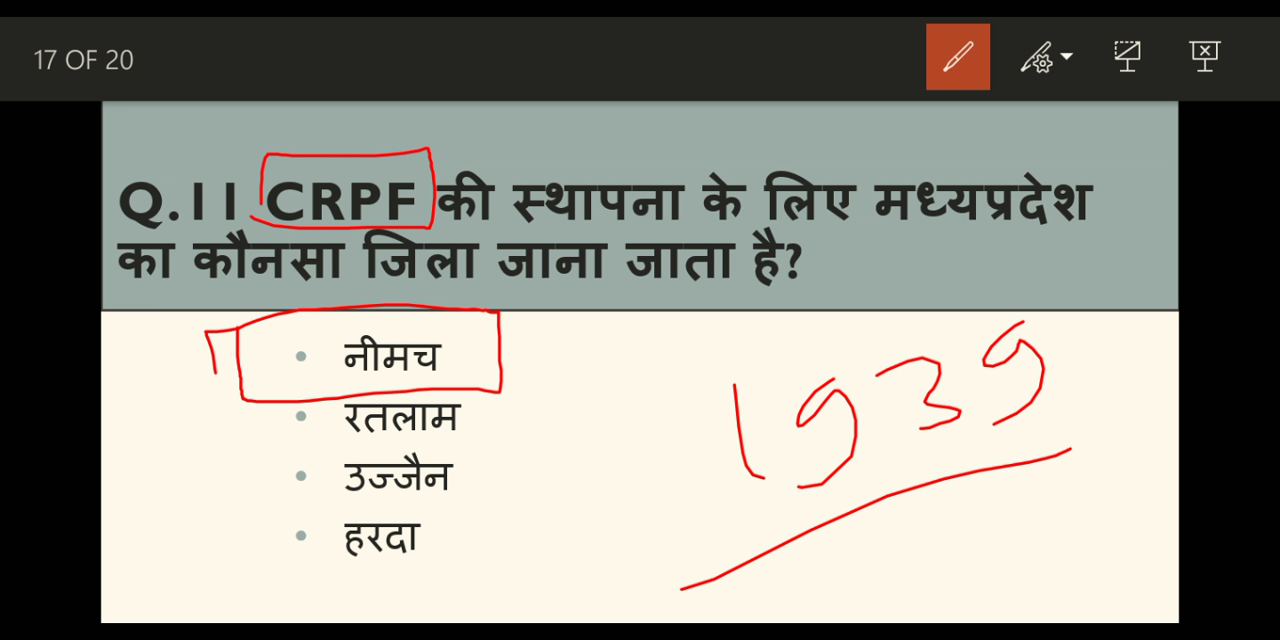 17 OF 20
Q.11 CRPF की स्थापना के लिए मध्यप्रदेश
का कौनसा जिला जाना जाता है?
• नीमच
• रतलाम
• उज्जैन
• हरदा
1939